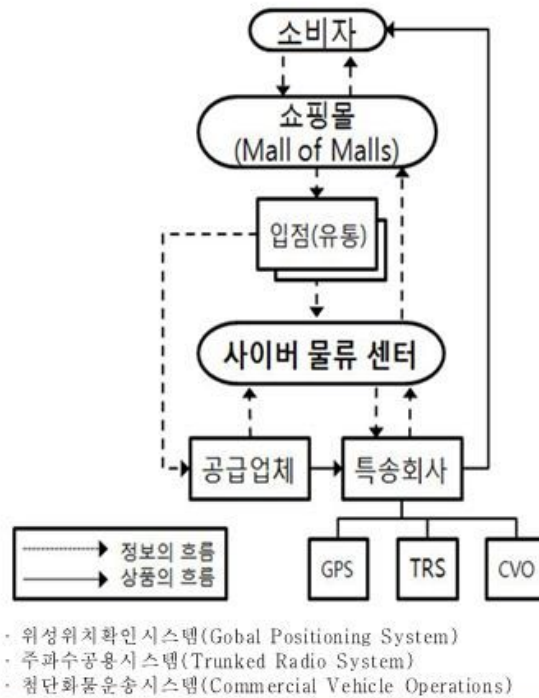 소비자
쇼핑몰
(Mall of Malls)
입점(유통)
사이버 물류 센터
공급업체
특송회사
정보의 흐름
상품의 흐름
GPS
TRS
CVO
· 위성위치확인시스템(Gobal Positioning System)
· 주파수공용시스템(Trunked Radio System)
· 첨단화물운송시스템(Commercial Vehicle Operations)